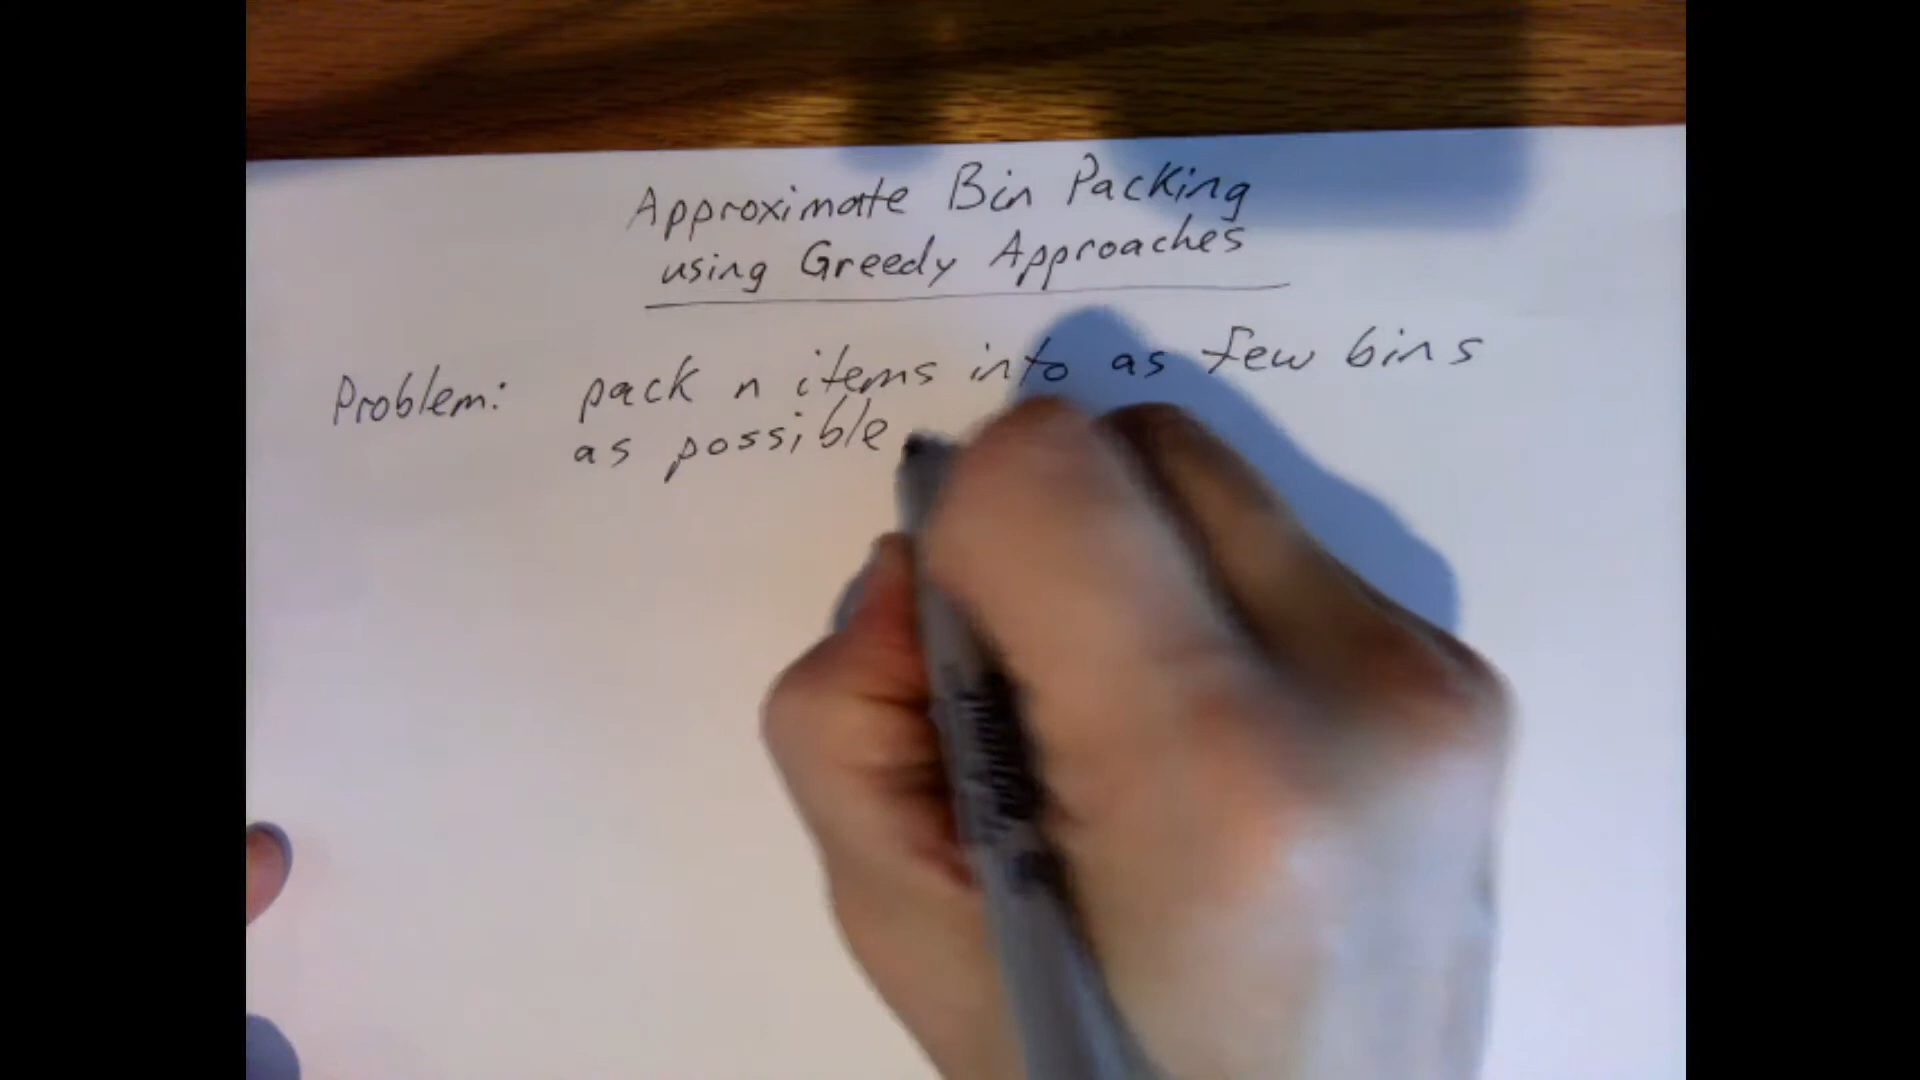 Approximate Bin Packing
using Greedy Approaches
Problem: pack n items into as few bins
as possible